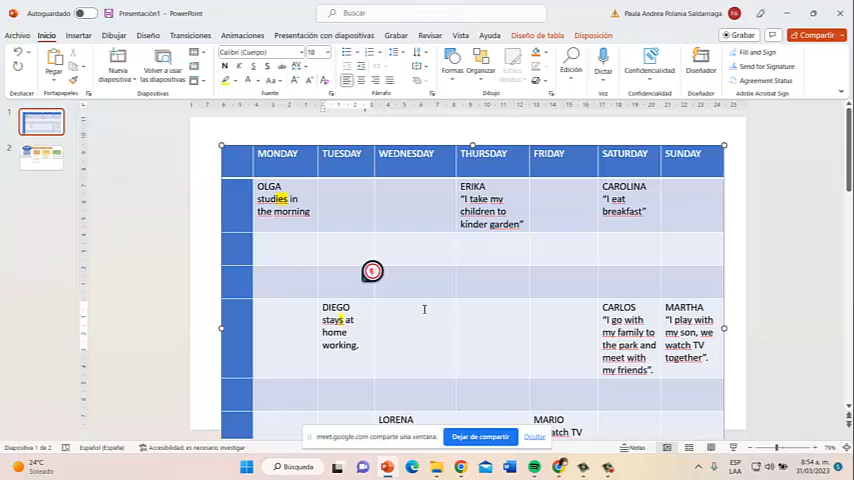 Autoguardado
Presentación1 - PowerPoint
Buscar
Paula Andrea Polania Saldarriaga
PA
Archivo Inicio Insertar Dibujar Diseño Transiciones Animaciones Presentación con diapositivas Grabar Revisar Vista Ayuda Diseño de tabla Disposición
Grabar
Compartir
Pegar
Nueva diapositiva
Volver a usar las diapositivas
Calibri (Cuerpo) 18
Formas
Organizar
Edición
Dictar
Confidencialidad
Diseñador
Fill and Sign
Send for Signature
Agreement Status
Portapapeles
Diapositivas
Fuente
Párrafo
Dibujo
Voz
Confidencialidad
Diseñador
Adobe Acrobat Sign
MONDAY TUESDAY WEDNESDAY THURSDAY FRIDAY SATURDAY SUNDAY
OLGA
studies in
the morning
ERIKA
“I take my
children to
kínder garden”
CAROLINA
“I eat
breakfast”
DIEGO
stays at
home
working.
CARLOS
“I go with
my family to
the park and
meet with
my friends”.
MARTHA
“I play with
my son, we
watch TV
together”.
LORENA
MARIO
atch TV
meet.google.com comparte una ventana.
Dejar de compartir
Ocultar
Diapositiva 1 de 2
Español (España)
Accesibilidad: es necesario investigar
Notas
79%
24°C
Soleado
Búsqueda
ESP
LAA
8:54 a. m.
31/03/2023